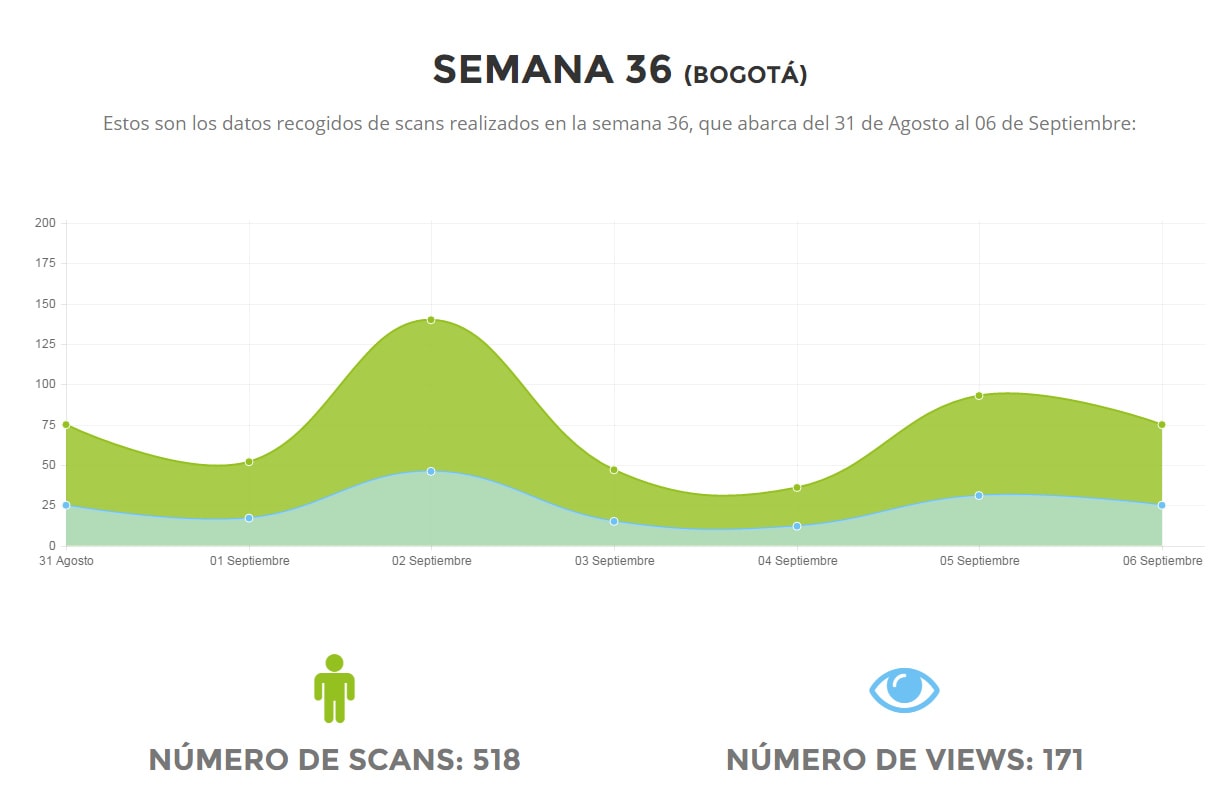 SEMANA 36 (BOGOTÁ)
Estos son los datos recogidos de scans realizados en la semana 36, que abarca del 31 de Agosto al 06 de Septiembre:
200
175
150
125
100
75
50
25
0
31 Agosto 01 Septiembre 02 Septiembre 03 Septiembre 04 Septiembre 05 Septiembre 06 Septiembre
NÚMERO DE SCANS: 518 NÚMERO DE VIEWS: 171